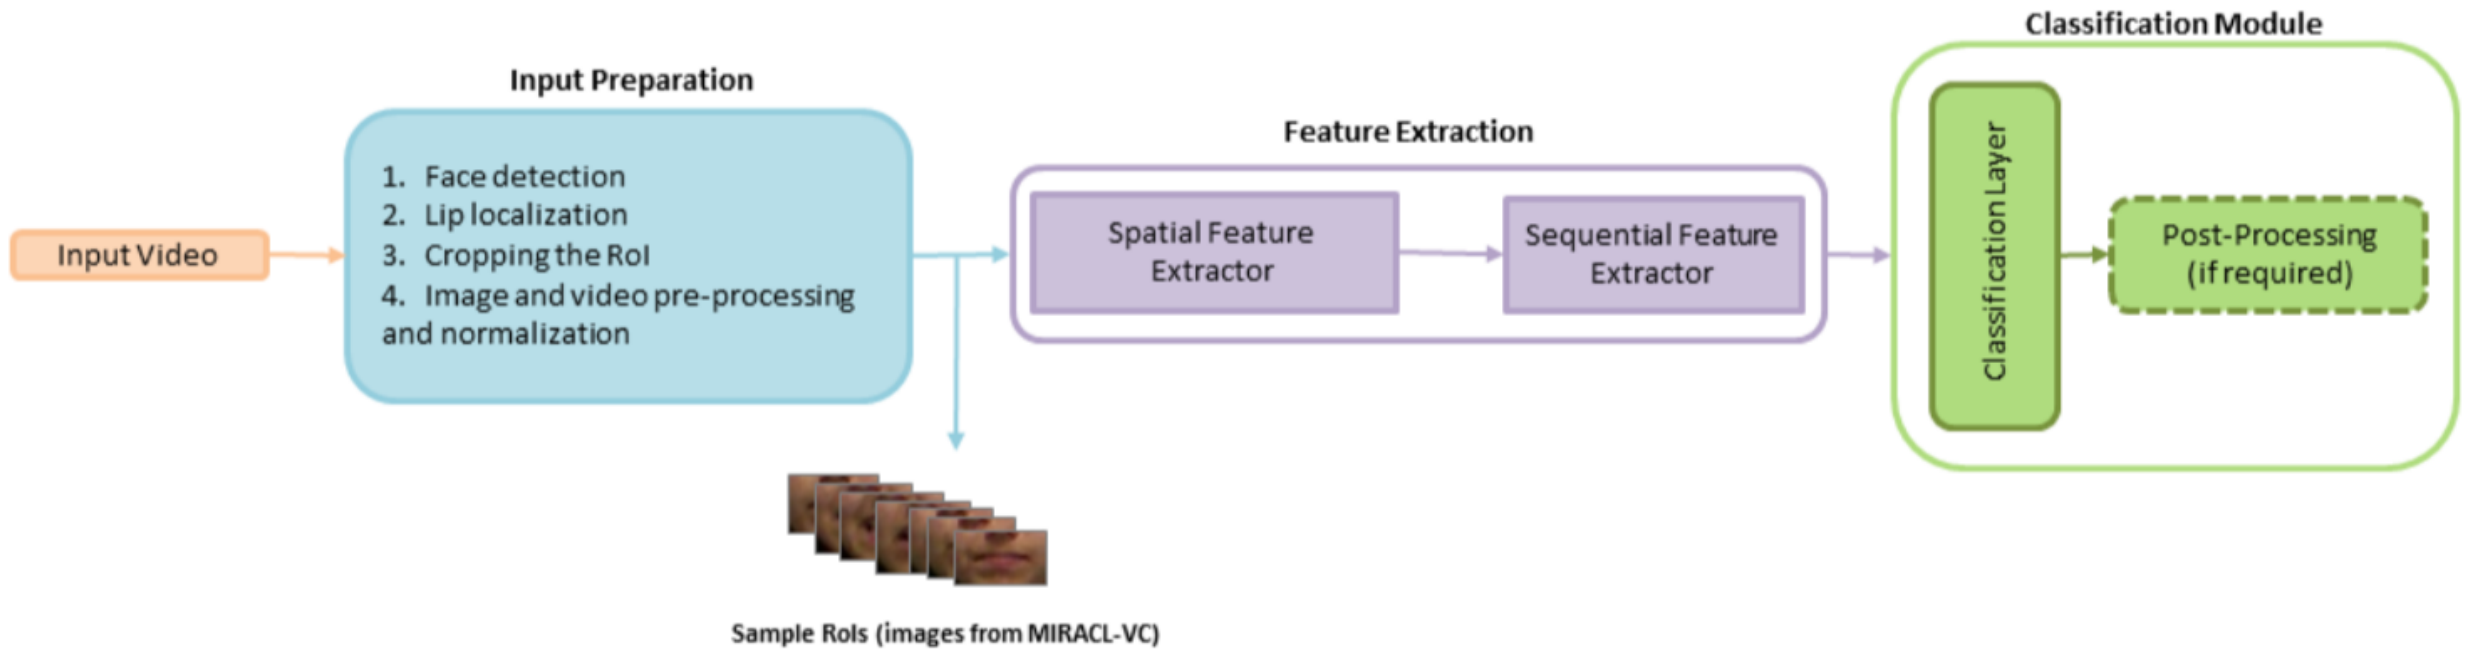 Classification Module
Input Preparation
Feature Extraction
Input Video
1. Face detection
2. Lip localization
3. Cropping the RoI
4. Image and video pre-processing
and normalization
Spatial Feature
Extractor
Sequential Feature
Extractor
Classification Layer
Post-Processing
(if required)
Sample RoIs (images from MIRACL-VC)